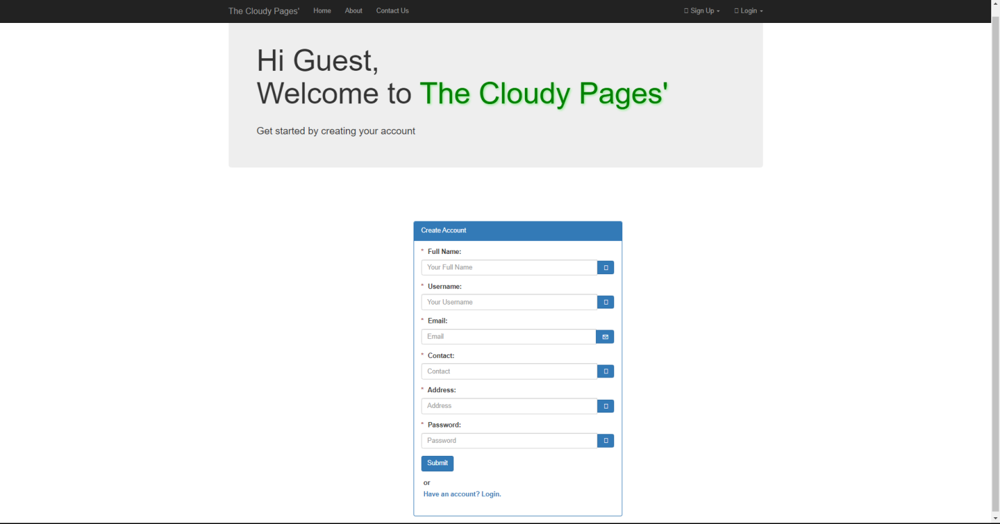 The Cloudy Pages' Home About Contact Us Sign Up Login
Hi Guest,
Welcome to The Cloudy Pages'
Get started by creating your account
Create Account
* Full Name:
Your Full Name
* Username:
Your Username
* Email:
Email
* Contact:
Contact
* Address:
Address
* Password:
Password
Submit
or
Have an account? Login.